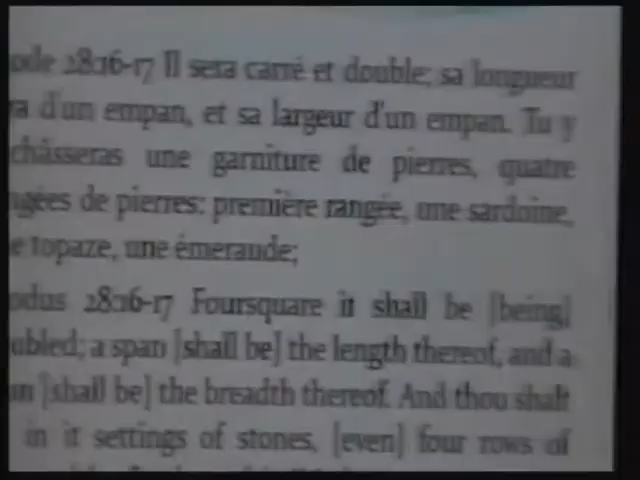 ode 28:16-17 Il sera carré et double; sa longueur
ra d'un empan, et sa largeur d'un empan. Tu y
châsseras une garniture de pierres, quatre
ngées de pierres: première rangée, une sardoine,
e topaze, une émeraude;
odus 28:16-17 Foursquare it shall be [being]
ubled; a span [shall be] the length thereof, and a
an [shall be] the breadth thereof. And thou shalt
in it settings of stones, [even] four rows of